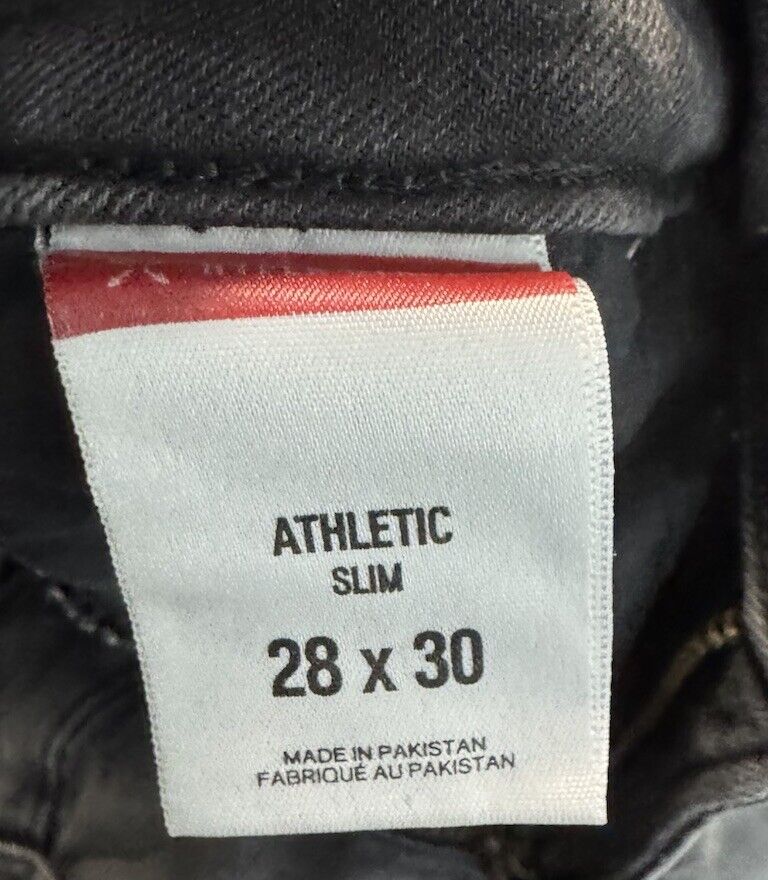 ATHLETIC
SLIM
28 x 30
MADE IN PAKISTAN
FABRIQUÉ AU PAKISTAN